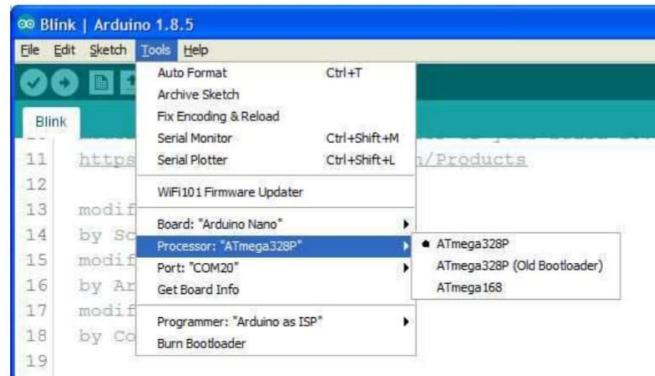 Blink | Arduino 1.8.5
File Edit Sketch Tools Help
Auto Format Ctrl+T
Archive Sketch
Fix Encoding & Reload
Serial Monitor Ctrl+Shift+M
Serial Plotter Ctrl+Shift+L
WiFi101 Firmware Updater
Board: "Arduino Nano"
Processor: "ATmega328P"
Port: "COM20"
Get Board Info
Programmer: "Arduino as ISP"
Burn Bootloader
ATmega328P
ATmega328P (Old Bootloader)
ATmega168
Blink
11 https n/Products
12
13 modif
14 by Sc
15 modif
16 by Ar
17 modif
18 by Co
19